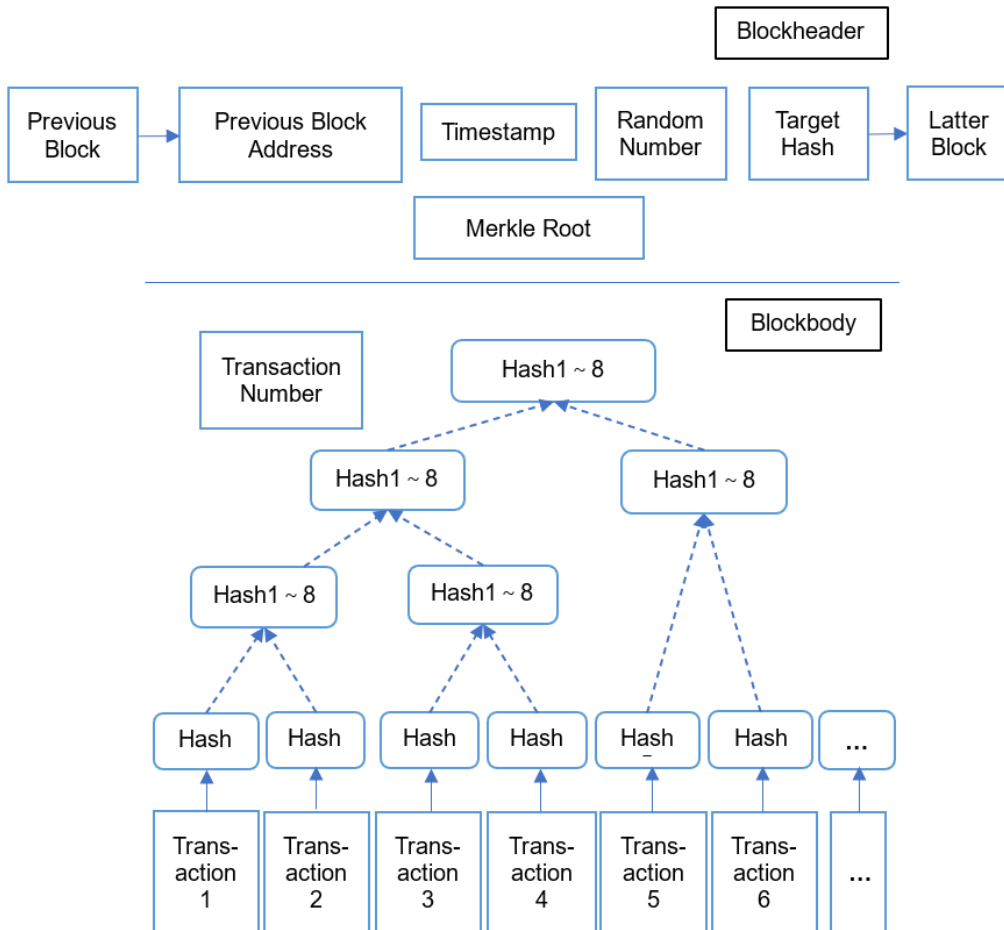 Blockheader
Previous
Block
Previous Block
Address
Timestamp
Random
Number
Target
Hash
Latter
Block
Merkle Root
Blockbody
Transaction
Number
Hash1 ~ 8
Hash1 ~ 8
Hash1 ~ 8
Hash1 ~ 8
Hash1 ~ 8
Hash
Hash
Hash
Hash
Hash
Hash
...
Trans-
action
1
Trans-
action
2
Trans-
action
3
Trans-
action
4
Trans-
action
5
Trans-
action
6
...